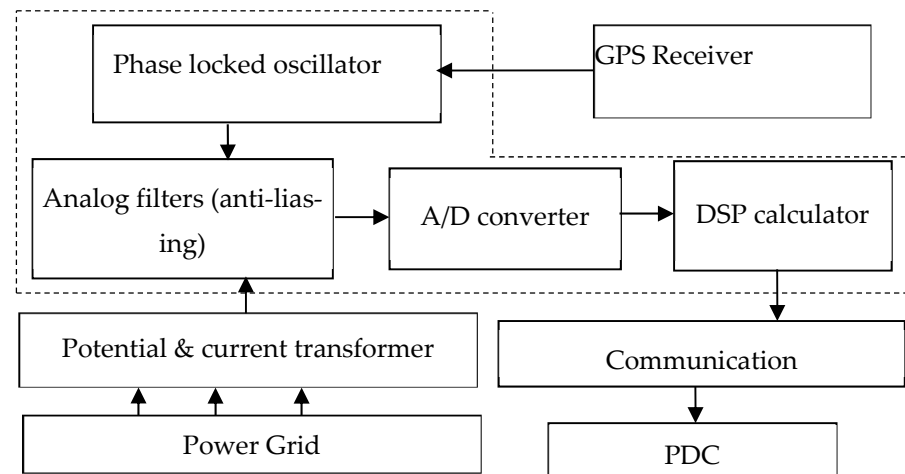 Phase locked oscillator
GPS Receiver
Analog filters (anti-lias-
ing)
A/D converter
DSP calculator
Potential & current transformer
Communication
Power Grid
PDC